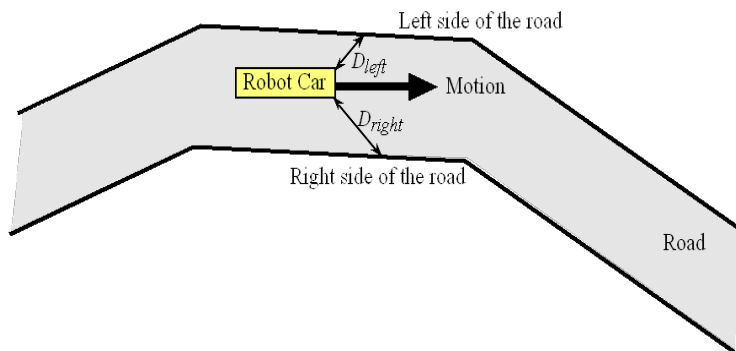 Left side of the road
D_left
Robot Car
Motion
D_right
Right side of the road
Road